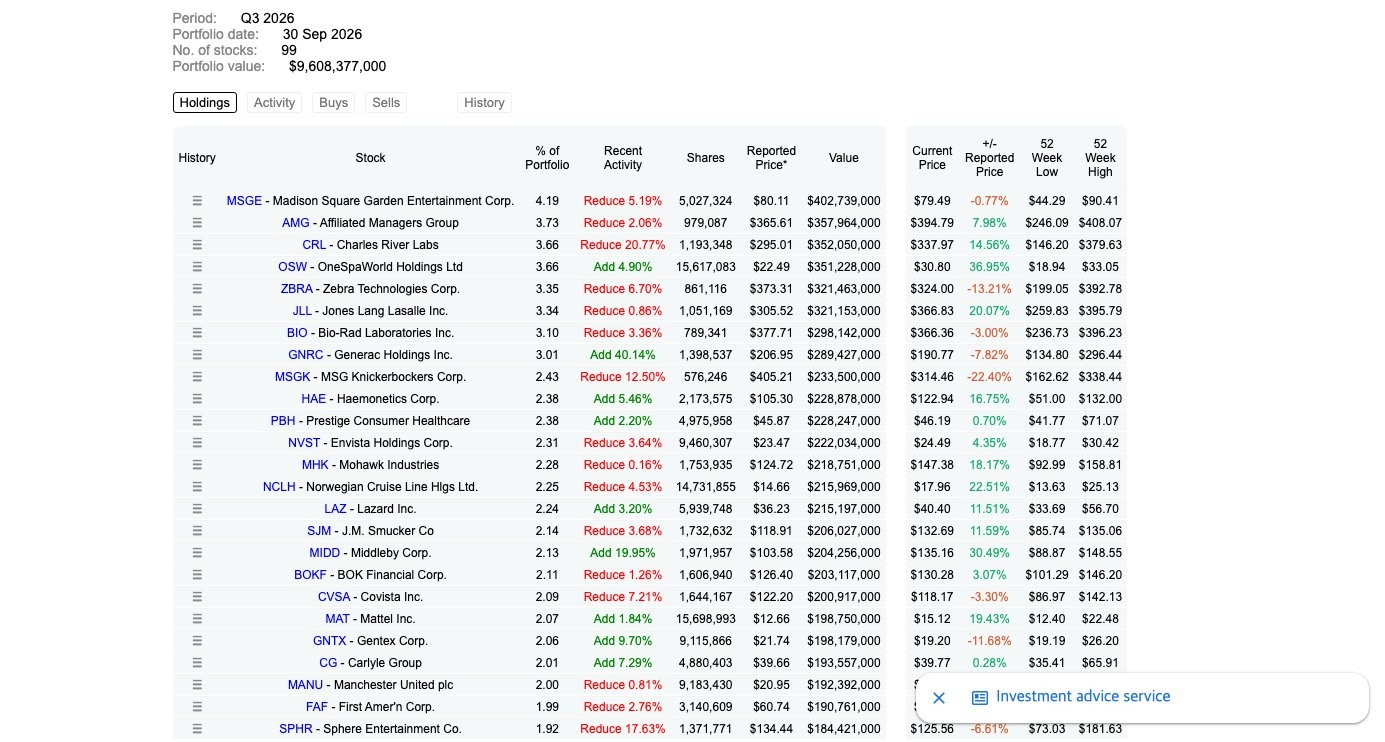 Period: Q3 2026
Portfolio date: 30 Sep 2026
No. of stocks: 99
Portfolio value: $9,608,377,000
Holdings Activity Buys Sells History
History Stock % of Portfolio Recent Activity Shares Reported Price* Value Current Price +/- Reported Price 52 Week Low 52 Week High
MSGE - Madison Square Garden Entertainment Corp. 4.19 Reduce 5.19% 5,027,324 $80.11 $402,739,000 $79.49 -0.77% $44.29 $90.41
AMG - Affiliated Managers Group 3.73 Reduce 2.06% 979,087 $365.61 $357,964,000 $394.79 7.98% $246.09 $408.07
CRL - Charles River Labs 3.66 Reduce 20.77% 1,193,348 $295.01 $352,050,000 $337.97 14.56% $146.20 $379.63
OSW - OneSpaWorld Holdings Ltd 3.66 Add 4.90% 15,617,083 $22.49 $351,228,000 $30.80 36.95% $18.94 $33.05
ZBRA - Zebra Technologies Corp. 3.35 Reduce 6.70% 861,116 $373.31 $321,463,000 $324.00 -13.21% $199.05 $392.78
JLL - Jones Lang Lasalle Inc. 3.34 Reduce 0.86% 1,051,169 $305.52 $321,153,000 $366.83 20.07% $259.83 $395.79
BIO - Bio-Rad Laboratories Inc. 3.10 Reduce 3.36% 789,341 $377.71 $298,142,000 $366.36 -3.00% $236.73 $396.23
GNRC - Generac Holdings Inc. 3.01 Add 40.14% 1,398,537 $206.95 $289,427,000 $190.77 -7.82% $134.80 $296.44
MSGK - MSG Knickerbockers Corp. 2.43 Reduce 12.50% 576,246 $405.21 $233,500,000 $314.46 -22.40% $162.62 $338.44
HAE - Haemonetics Corp. 2.38 Add 5.46% 2,173,575 $105.30 $228,878,000 $122.94 16.75% $51.00 $132.00
PBH - Prestige Consumer Healthcare 2.38 Add 2.20% 4,975,958 $45.87 $228,247,000 $46.19 0.70% $41.77 $71.07
NVST - Envista Holdings Corp. 2.31 Reduce 3.64% 9,460,307 $23.47 $222,034,000 $24.49 4.35% $18.77 $30.42
MHK - Mohawk Industries 2.28 Reduce 0.16% 1,753,935 $124.72 $218,751,000 $147.38 18.17% $92.99 $158.81
NCLH - Norwegian Cruise Line Hlgs Ltd. 2.25 Reduce 4.53% 14,731,855 $14.66 $215,969,000 $17.96 22.51% $13.63 $25.13
LAZ - Lazard Inc. 2.24 Add 3.20% 5,939,748 $36.23 $215,197,000 $40.40 11.51% $33.69 $56.70
SJM - J.M. Smucker Co 2.14 Reduce 3.68% 1,732,632 $118.91 $206,027,000 $132.69 11.59% $85.74 $135.06
MIDD - Middleby Corp. 2.13 Add 19.95% 1,971,957 $103.58 $204,256,000 $135.16 30.49% $88.87 $148.55
BOKF - BOK Financial Corp. 2.11 Reduce 1.26% 1,606,940 $126.40 $203,117,000 $130.28 3.07% $101.29 $146.20
CVSA - Covista Inc. 2.09 Reduce 7.21% 1,644,167 $122.20 $200,917,000 $118.17 -3.30% $86.97 $142.13
MAT - Mattel Inc. 2.07 Add 1.84% 15,698,993 $12.66 $198,750,000 $15.12 19.43% $12.40 $22.48
GNTX - Gentex Corp. 2.06 Add 9.70% 9,115,866 $21.74 $198,179,000 $19.20 -11.68% $19.19 $26.20
CG - Carlyle Group 2.01 Add 7.29% 4,880,403 $39.66 $193,557,000 $39.77 0.28% $35.41 $65.91
MANU - Manchester United plc 2.00 Reduce 0.81% 9,183,430 $20.95 $192,392,000
FAF - First Amer'n Corp. 1.99 Reduce 2.76% 3,140,609 $60.74 $190,761,000
SPHR - Sphere Entertainment Co. 1.92 Reduce 17.63% 1,371,771 $134.44 $184,421,000 $125.56 -6.61% $73.03 $181.63
Investment advice service